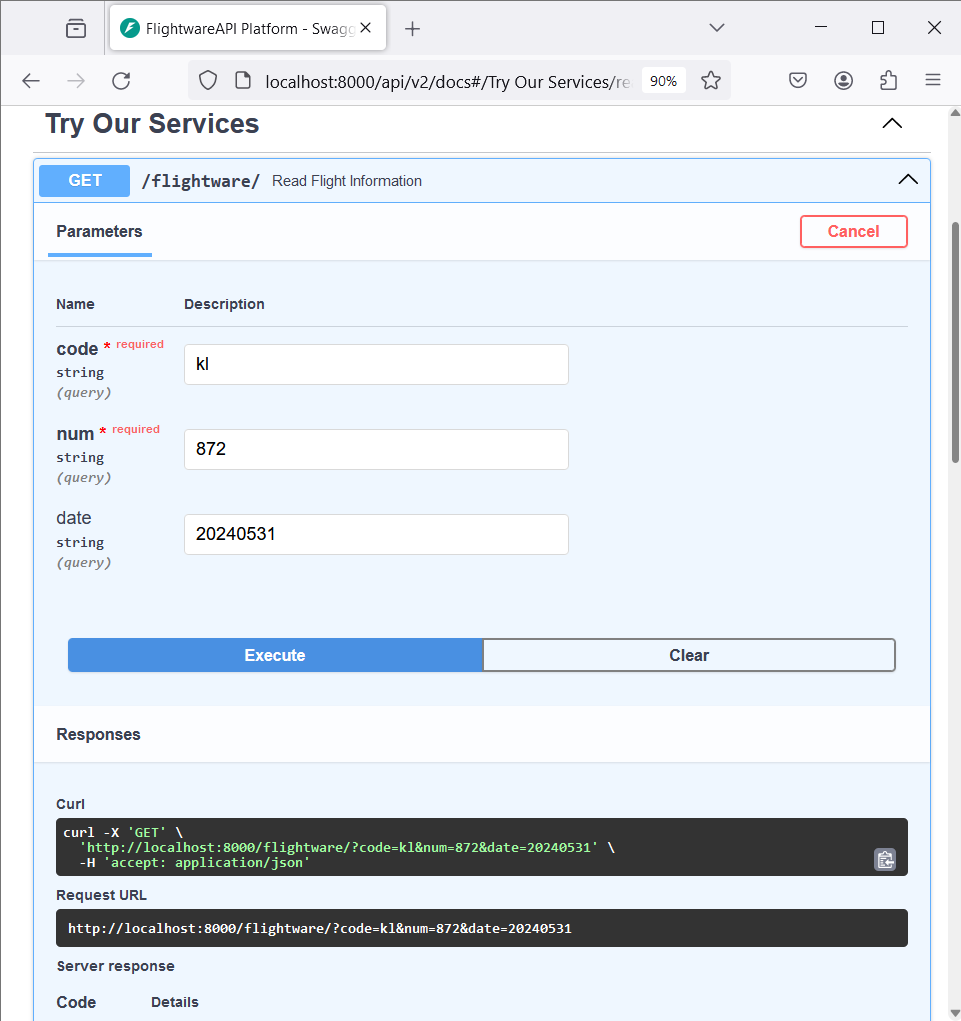 FlightwareAPI Platform - Swagg
localhost:8000/api/v2/docs#/Try Our Services/re
90%
Try Our Services
GET /flightware/ Read Flight Information
Parameters
Cancel
Name Description
code * required
string
(query)
kl
num * required
string
(query)
872
date
string
(query)
20240531
Execute Clear
Responses
Curl
curl -X 'GET' \
'http://localhost:8000/flightware/?code=kl&num=872&date=20240531' \
-H 'accept: application/json'
Request URL
http://localhost:8000/flightware/?code=kl&num=872&date=20240531
Server response
Code Details